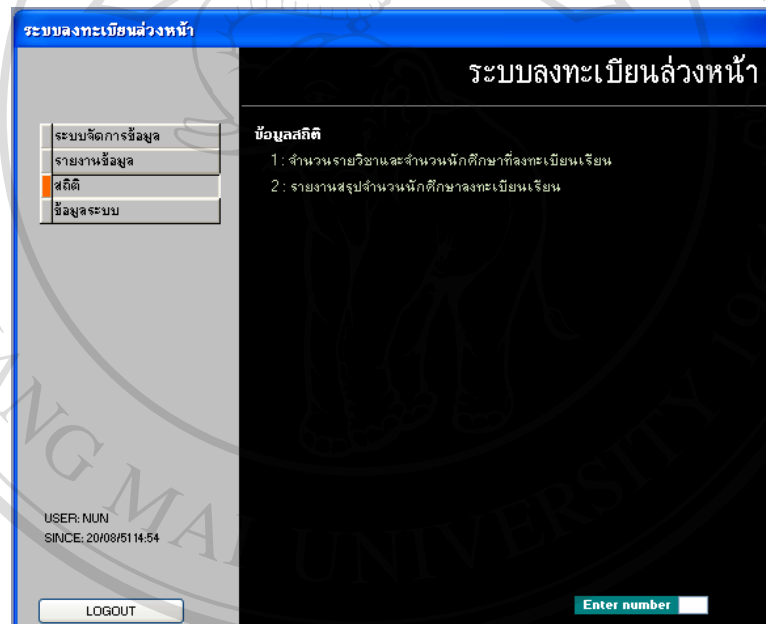 ระบบลงทะเบียนล่วงหน้า
ระบบลงทะเบียนล่วงหน้า
ระบบจัดการข้อมูล
รายงานข้อมูล
สถิติ
ข้อมูลระบบ
ข้อมูลสถิติ
1 : จำนวนรายวิชาและจำนวนนักศึกษาที่ลงทะเบียนเรียน
2 : รายงานสรุปจำนวนนักศึกษาลงทะเบียนเรียน
USER: NUN
SINCE: 20/08/51 14:54
LOGOUT
Enter number
ANG MAI UNIVERSITY 196